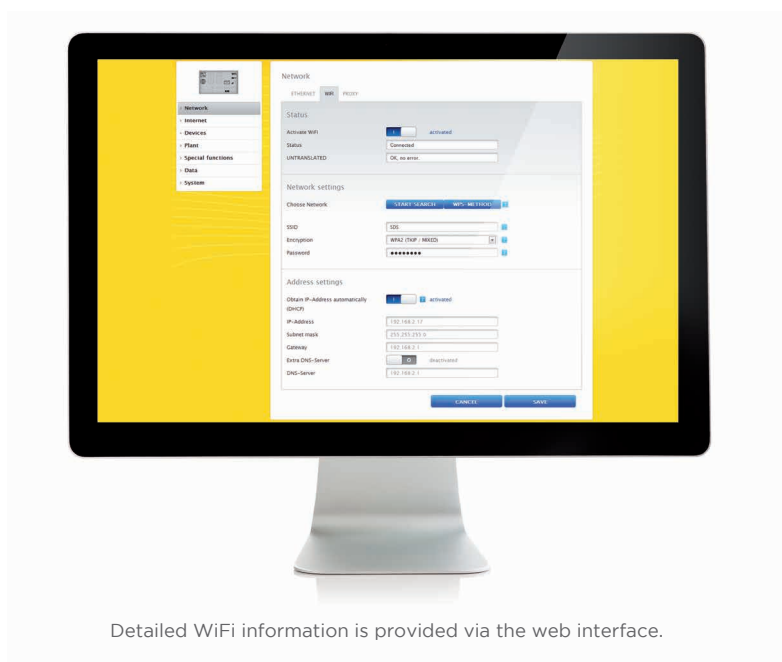 Network
ETHERNET WiFi PROXY
Network
Internet
Devices
Plant
Special functions
Data
System
Status
Activate WiFi activated
Status Connected
UNTRANSLATED OK, no error.
Network settings
Choose Network START SEARCH WPS-METHOD
SSID SDS
Encryption WPA2 (TKIP / MIXED)
Password ●●●●●●●●
Address settings
Obtain IP-Address automatically activated
(DHCP)
IP-Address 192.168.2.17
Subnet mask 255.255.255.0
Gateway 192.168.2.1
Extra DNS-Server deactivated
DNS-Server 192.168.2.1
CANCEL SAVE
Detailed WiFi information is provided via the web interface.